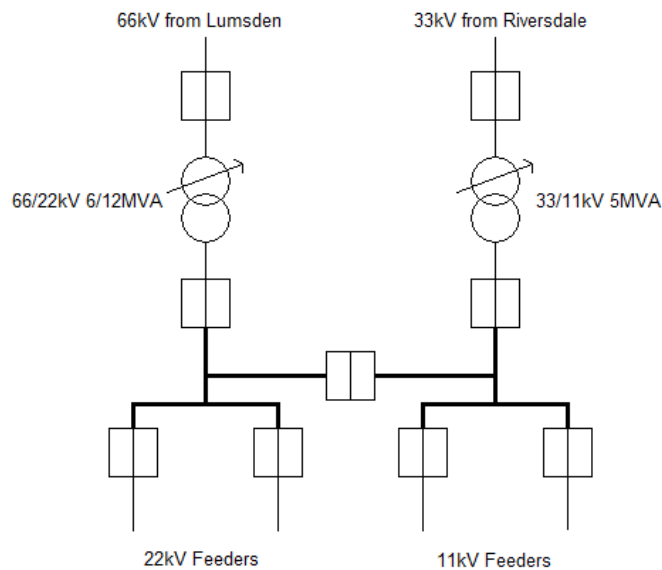 66kV from Lumsden
33kV from Riversdale
66/22kV 6/12MVA
33/11kV 5MVA
22kV Feeders
11kV Feeders